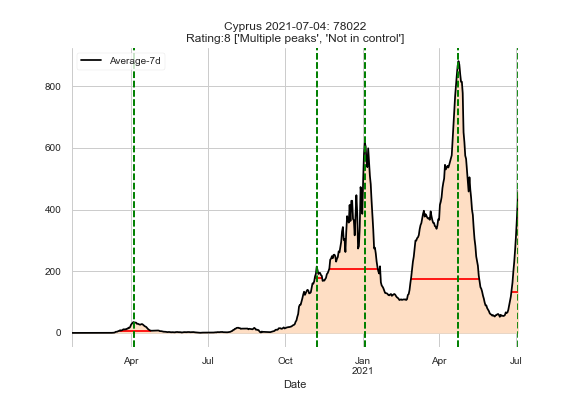 Cyprus 2021-07-04: 78022
Rating:8 ['Multiple peaks', 'Not in control']
Average-7d
800
600
400
200
0
Apr Jul Oct Jan Apr Jul
2021
Date